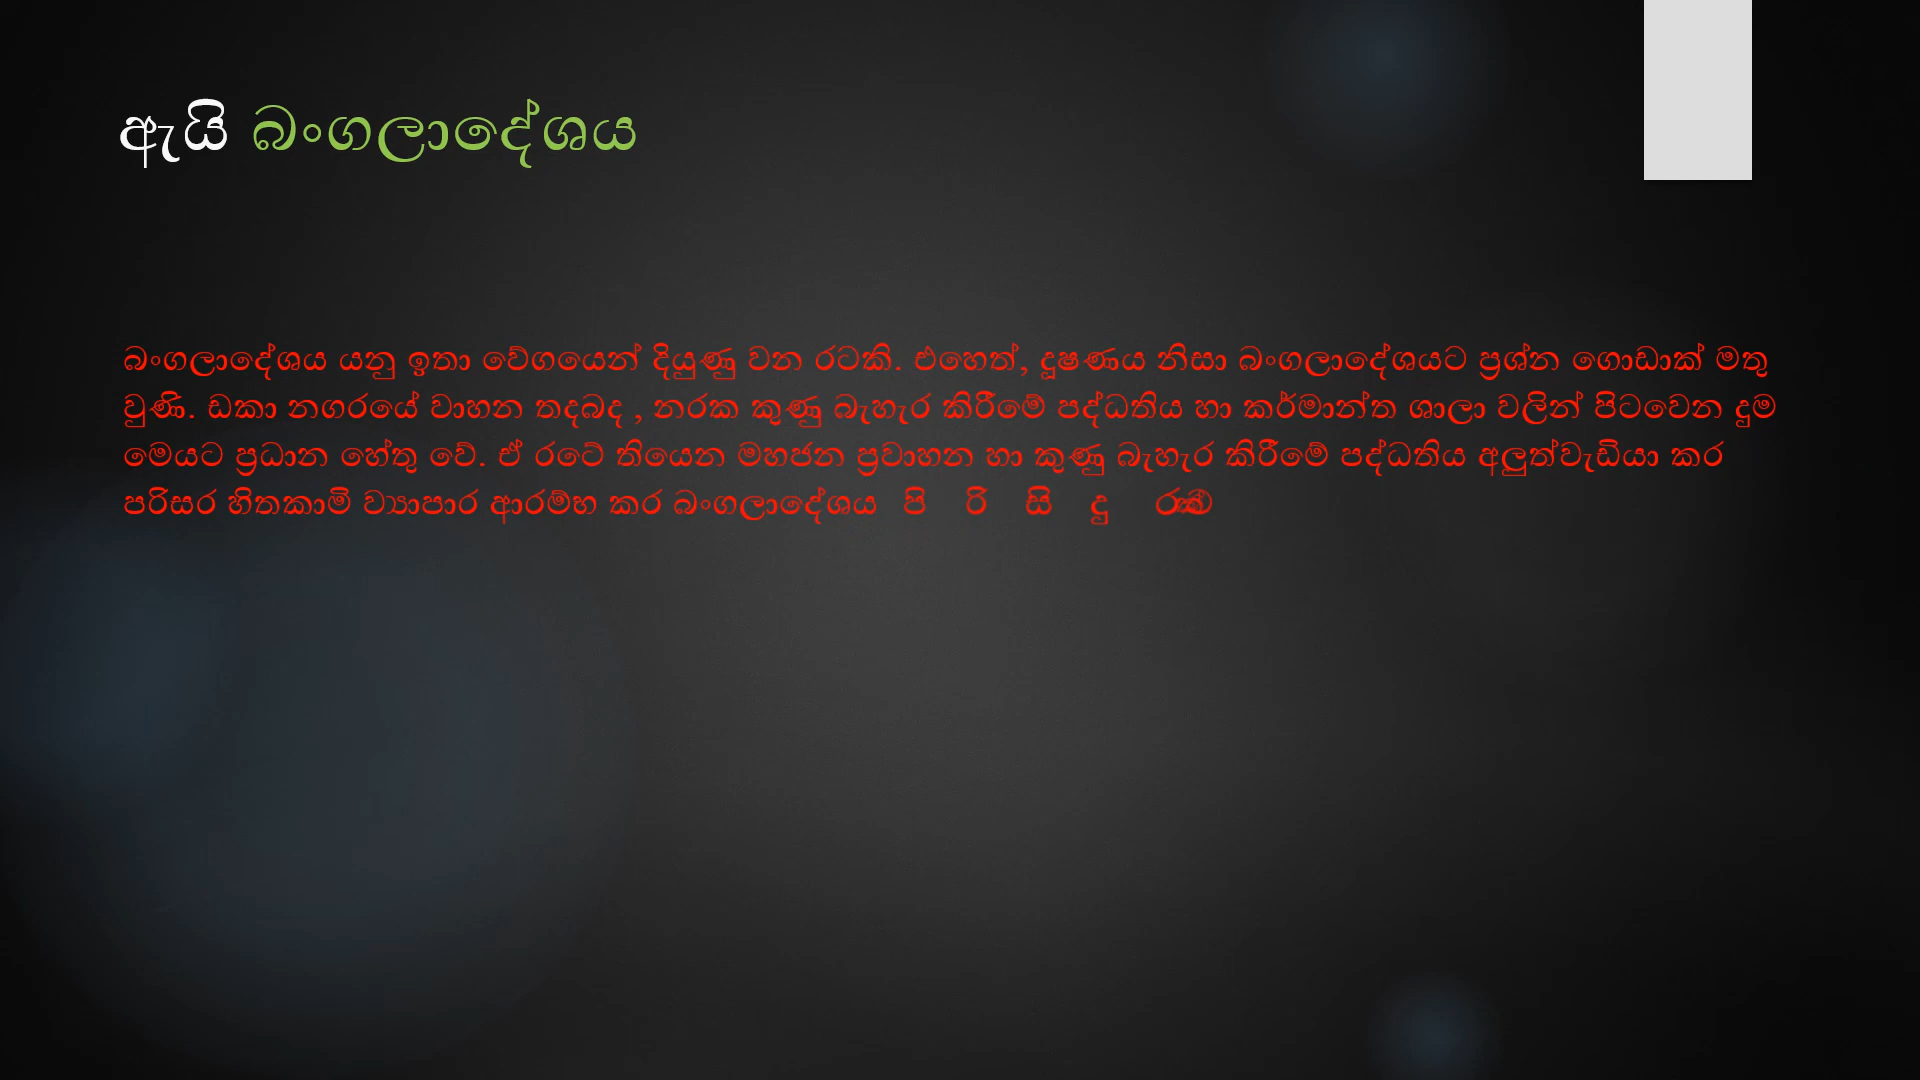 ඇයි බංගලාදේශය
බංගලාදේශය යනු ඉතා වේගයෙන් දියුණු වන රටකි. එහෙත්, දූෂණය නිසා බංගලාදේශයට ප්‍රශ්න ගොඩාක් මතු
වුණි. ඩකා නගරයේ වාහන තදබද , නරක කුණු බැහැර කිරීමේ පද්ධතිය හා කර්මාන්ත ශාලා වලින් පිටවෙන දුම
මෙයට ප්‍රධාන හේතු වේ. ඒ රටේ තියෙන මහජන ප්‍රවාහන හා කුණු බැහැර කිරීමේ පද්ධතිය අලුත්වැඩියා කර
පරිසර හිතකාමි ව්‍යාපාර ආරම්භ කර බංගලාදේශය පි රි සි දු